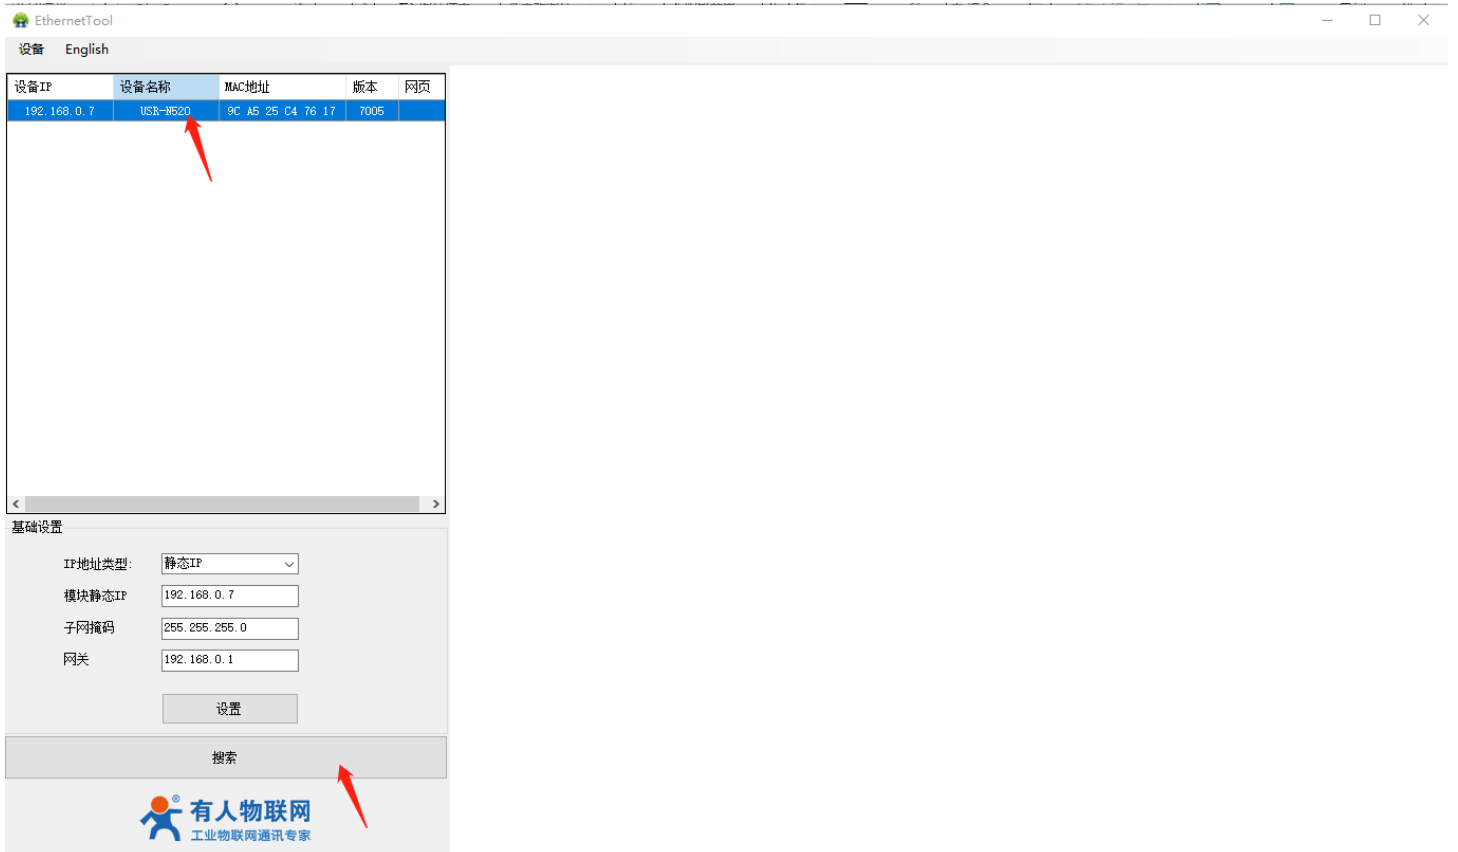 EthernetTool
设备 English
设备IP 设备名称 MAC地址 版本 网页
192.168.0.7 USR-N520 9C A5 25 C4 76 17 7005
基础设置
IP地址类型: 静态IP
模块静态IP 192.168.0.7
子网掩码 255.255.255.0
网关 192.168.0.1
设置
搜索
有人物联网
®
工业物联网通讯专家